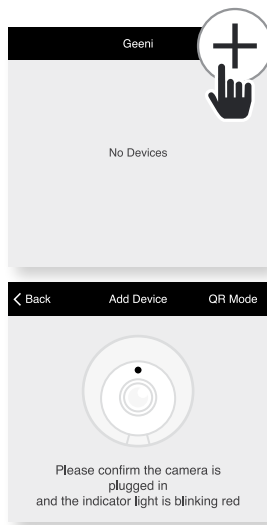 Geeni
No Devices
Back Add Device QR Mode
Please confirm the camera is
plugged in
and the indicator light is blinking red